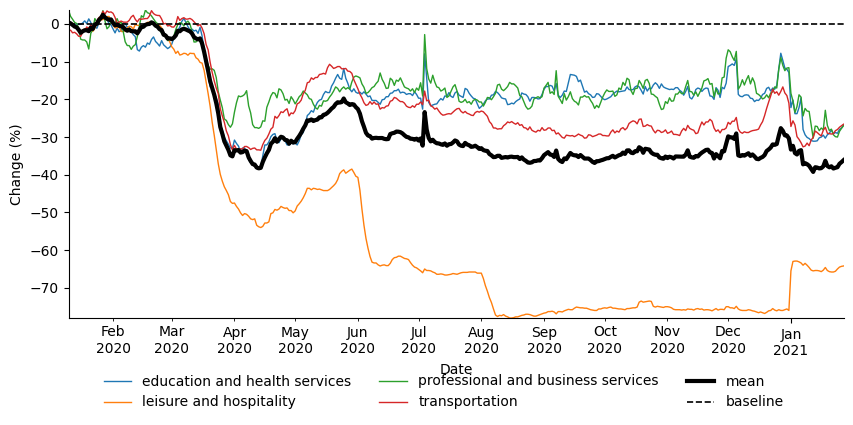 0
−10
−20
−30
−40
−50
−60
−70
Change (%)
Feb
2020
Mar
2020
Apr
2020
May
2020
Jun
2020
Jul
2020
Aug
2020
Sep
2020
Oct
2020
Nov
2020
Dec
2020
Jan
2021
Date
education and health services
leisure and hospitality
professional and business services
transportation
mean
baseline